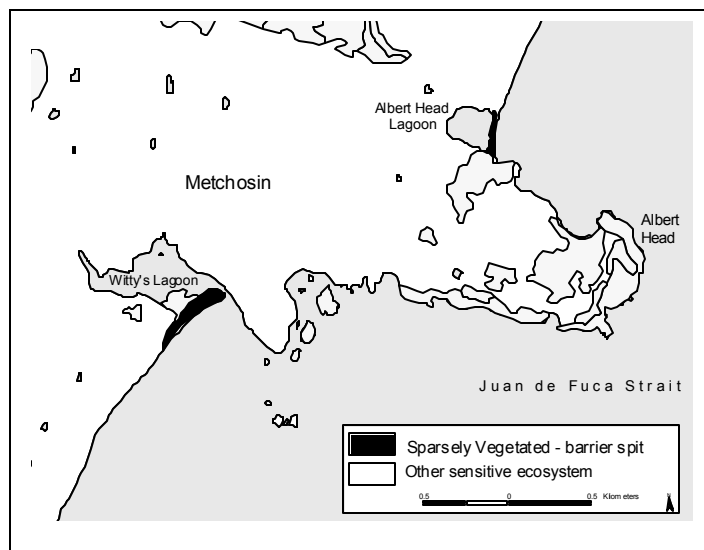 Albert Head
Lagoon
Metchosin
Albert
Head
Witty's Lagoon
Juan de Fuca Strait
Sparsely Vegetated - barrier spit
Other sensitive ecosystem
0.5 0 0.5 Kilometers
N